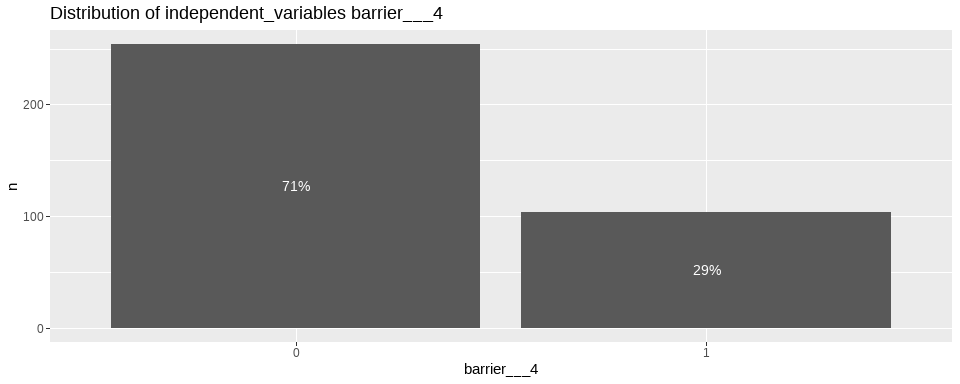 Distribution of independent_variables barrier___4
n
200
100
0
71%
29%
0
1
barrier___4